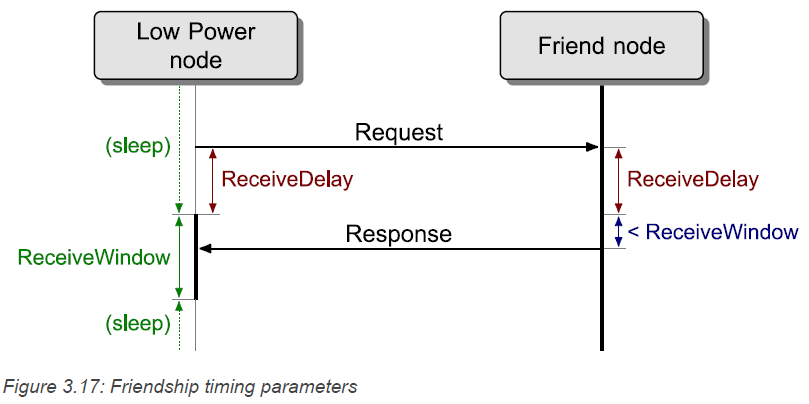 Low Power
node
Friend node
(sleep)
Request
ReceiveDelay
ReceiveDelay
ReceiveWindow
Response
< ReceiveWindow
(sleep)
Figure 3.17: Friendship timing parameters